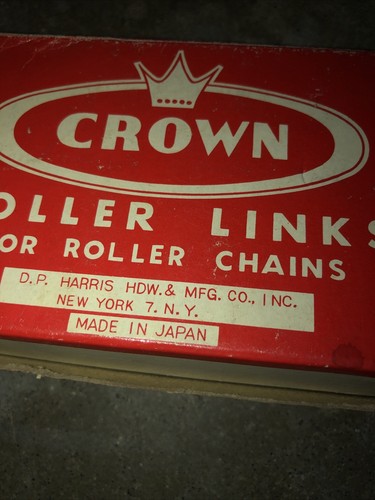 CROWN
OLLER LINKS
OR ROLLER CHAINS
D.P. HARRIS HDW. & MFG. CO., INC.
NEW YORK 7. N.Y.
MADE IN JAPAN